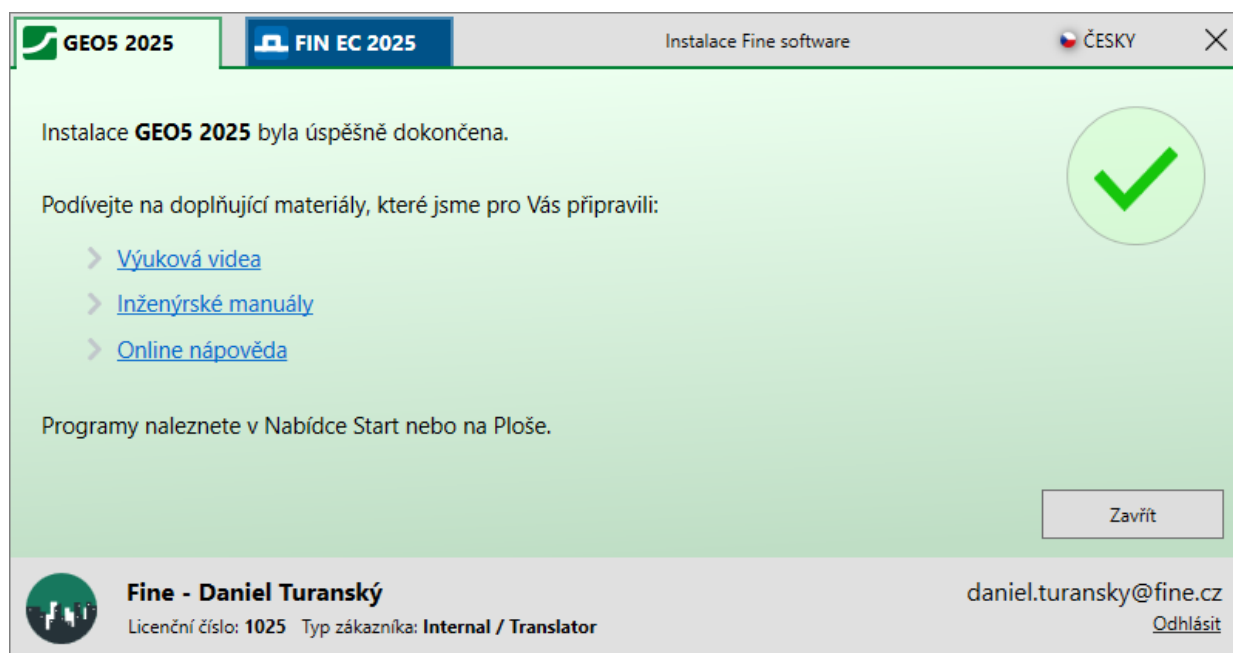 GEO5 2025
FIN EC 2025
Instalace Fine software
ČESKY
Instalace GEO5 2025 byla úspěšně dokončena.
Podívejte na doplňující materiály, které jsme pro Vás připravili:
Výuková videa
Inženýrské manuály
Online nápověda
Programy naleznete v Nabídce Start nebo na Ploše.
Zavřít
Fine - Daniel Turanský
daniel.turansky@fine.cz
Licenční číslo: 1025 Typ zákazníka: Internal / Translator
Odhlásit